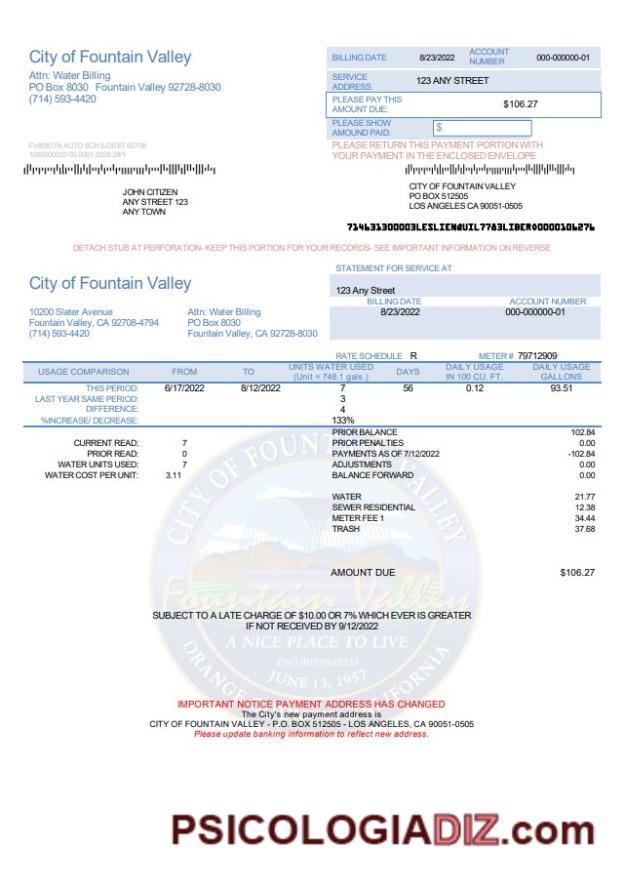 City of Fountain Valley
Attn: Water Billing
PO Box 8030 Fountain Valley 92728-8030
(714) 593-4420
BILLING DATE 8/23/2022 ACCOUNT NUMBER 000-000000-01
SERVICE ADDRESS 123 ANY STREET
PLEASE PAY THIS AMOUNT DUE: $106.27
PLEASE SHOW AMOUND PAID: $
PLEASE RETURN THIS PAYMENT PORTION WITH
YOUR PAYMENT IN THE ENCLOSED ENVELOPE
FVB0817A AUTO SCH 5-DIGIT 92708
JOHN CITIZEN
ANY STREET 123
ANY TOWN
CITY OF FOUNTAIN VALLEY
PO BOX 512505
LOS ANGELES CA 90051-0505
DETACH STUB AT PERFORATION- KEEP THIS PORTION FOR YOUR RECORDS- SEE IMPORTANT INFORMATION ON REVERSE
City of Fountain Valley
10200 Slater Avenue
Fountain Valley, CA 92708-4794
(714) 593-4420
Attn: Water Billing
PO Box 8030
Fountain Valley, CA 92728-8030
STATEMENT FOR SERVICE AT
123 Any Street
BILLING DATE ACCOUNT NUMBER
8/23/2022 000-000000-01
RATE SCHEDULE R METER # 79712909
USAGE COMPARISON FROM TO UNITS WATER USED (Unit = 748.1 gals.) DAYS DAILY USAGE IN 100 CU. FT. DAILY USAGE GALLONS
THIS PERIOD: 6/17/2022 8/12/2022 7 56 0.12 93.51
LAST YEAR SAME PERIOD: 3
DIFFERENCE: 4
%INCREASE/ DECREASE: 133%
CURRENT READ: 7
PRIOR READ: 0
WATER UNITS USED: 7
WATER COST PER UNIT: 3.11
PRIOR BALANCE 102.84
PRIOR PENALTIES 0.00
PAYMENTS AS OF 7/12/2022 -102.84
ADJUSTMENTS 0.00
BALANCE FORWARD 0.00
WATER 21.77
SEWER RESIDENTIAL 12.38
METER FEE 1 34.44
TRASH 37.68
AMOUNT DUE $106.27
CITY OF FOUNTAIN VALLEY
Fountain Valley
A NICE PLACE TO LIVE
INCORPORATED
JUNE 13, 1957
ORANGE CALIFORNIA
SUBJECT TO A LATE CHARGE OF $10.00 OR 7% WHICH EVER IS GREATER
IF NOT RECEIVED BY 9/12/2022
IMPORTANT NOTICE PAYMENT ADDRESS HAS CHANGED
The City's new payment address is
CITY OF FOUNTAIN VALLEY - P.O. BOX 512505 - LOS ANGELES, CA 90051-0505
Please update banking information to reflect new address.
PSICOLOGIADIZ.com